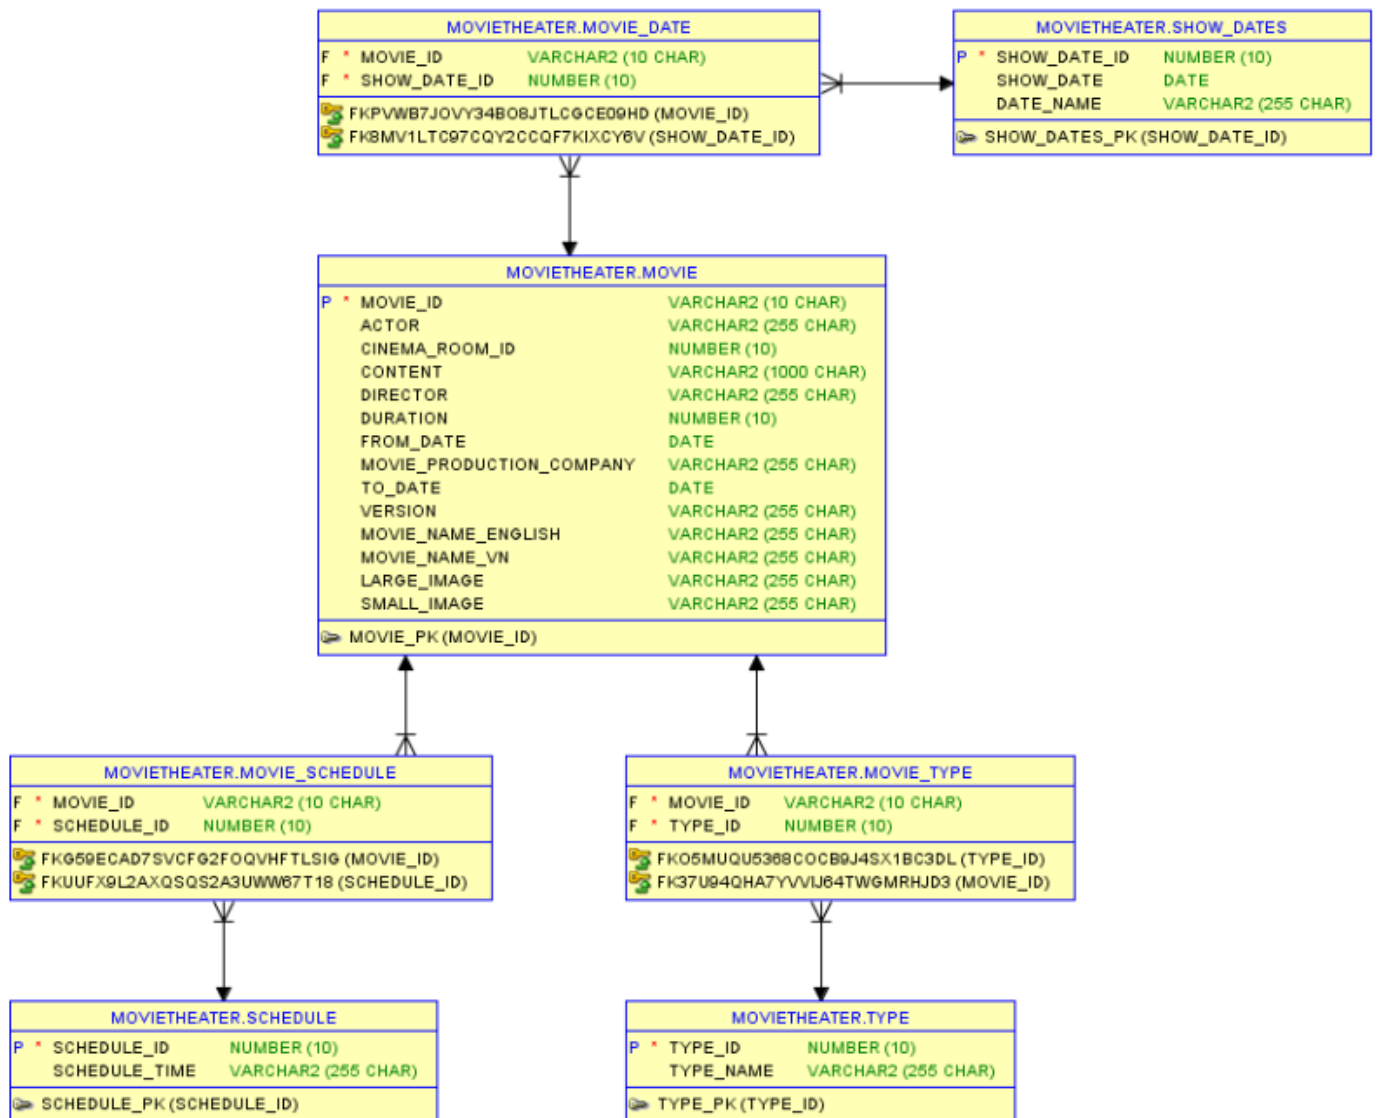 MOVIETHEATER.MOVIE_DATE
F * MOVIE_ID VARCHAR2 (10 CHAR)
F * SHOW_DATE_ID NUMBER (10)
FKPVWB7JOVY34BO8JTLCGCE09HD (MOVIE_ID)
FK8MV1LTC97CQY2CCQF7KIXCY6V (SHOW_DATE_ID)
MOVIETHEATER.SHOW_DATES
P * SHOW_DATE_ID NUMBER (10)
SHOW_DATE DATE
DATE_NAME VARCHAR2 (255 CHAR)
SHOW_DATES_PK (SHOW_DATE_ID)
MOVIETHEATER.MOVIE
P * MOVIE_ID VARCHAR2 (10 CHAR)
ACTOR VARCHAR2 (255 CHAR)
CINEMA_ROOM_ID NUMBER (10)
CONTENT VARCHAR2 (1000 CHAR)
DIRECTOR VARCHAR2 (255 CHAR)
DURATION NUMBER (10)
FROM_DATE DATE
MOVIE_PRODUCTION_COMPANY VARCHAR2 (255 CHAR)
TO_DATE DATE
VERSION VARCHAR2 (255 CHAR)
MOVIE_NAME_ENGLISH VARCHAR2 (255 CHAR)
MOVIE_NAME_VN VARCHAR2 (255 CHAR)
LARGE_IMAGE VARCHAR2 (255 CHAR)
SMALL_IMAGE VARCHAR2 (255 CHAR)
MOVIE_PK (MOVIE_ID)
MOVIETHEATER.MOVIE_SCHEDULE
F * MOVIE_ID VARCHAR2 (10 CHAR)
F * SCHEDULE_ID NUMBER (10)
FKG59ECAD7SVCFG2FOQVHFTLSIG (MOVIE_ID)
FKUUFX9L2AXQSQS2A3UWW67T18 (SCHEDULE_ID)
MOVIETHEATER.MOVIE_TYPE
F * MOVIE_ID VARCHAR2 (10 CHAR)
F * TYPE_ID NUMBER (10)
FKO5MUQU5368COCB9J4SX1BC3DL (TYPE_ID)
FK37U94QHA7YVVIJ64TWGMRHJD3 (MOVIE_ID)
MOVIETHEATER.SCHEDULE
P * SCHEDULE_ID NUMBER (10)
SCHEDULE_TIME VARCHAR2 (255 CHAR)
SCHEDULE_PK (SCHEDULE_ID)
MOVIETHEATER.TYPE
P * TYPE_ID NUMBER (10)
TYPE_NAME VARCHAR2 (255 CHAR)
TYPE_PK (TYPE_ID)